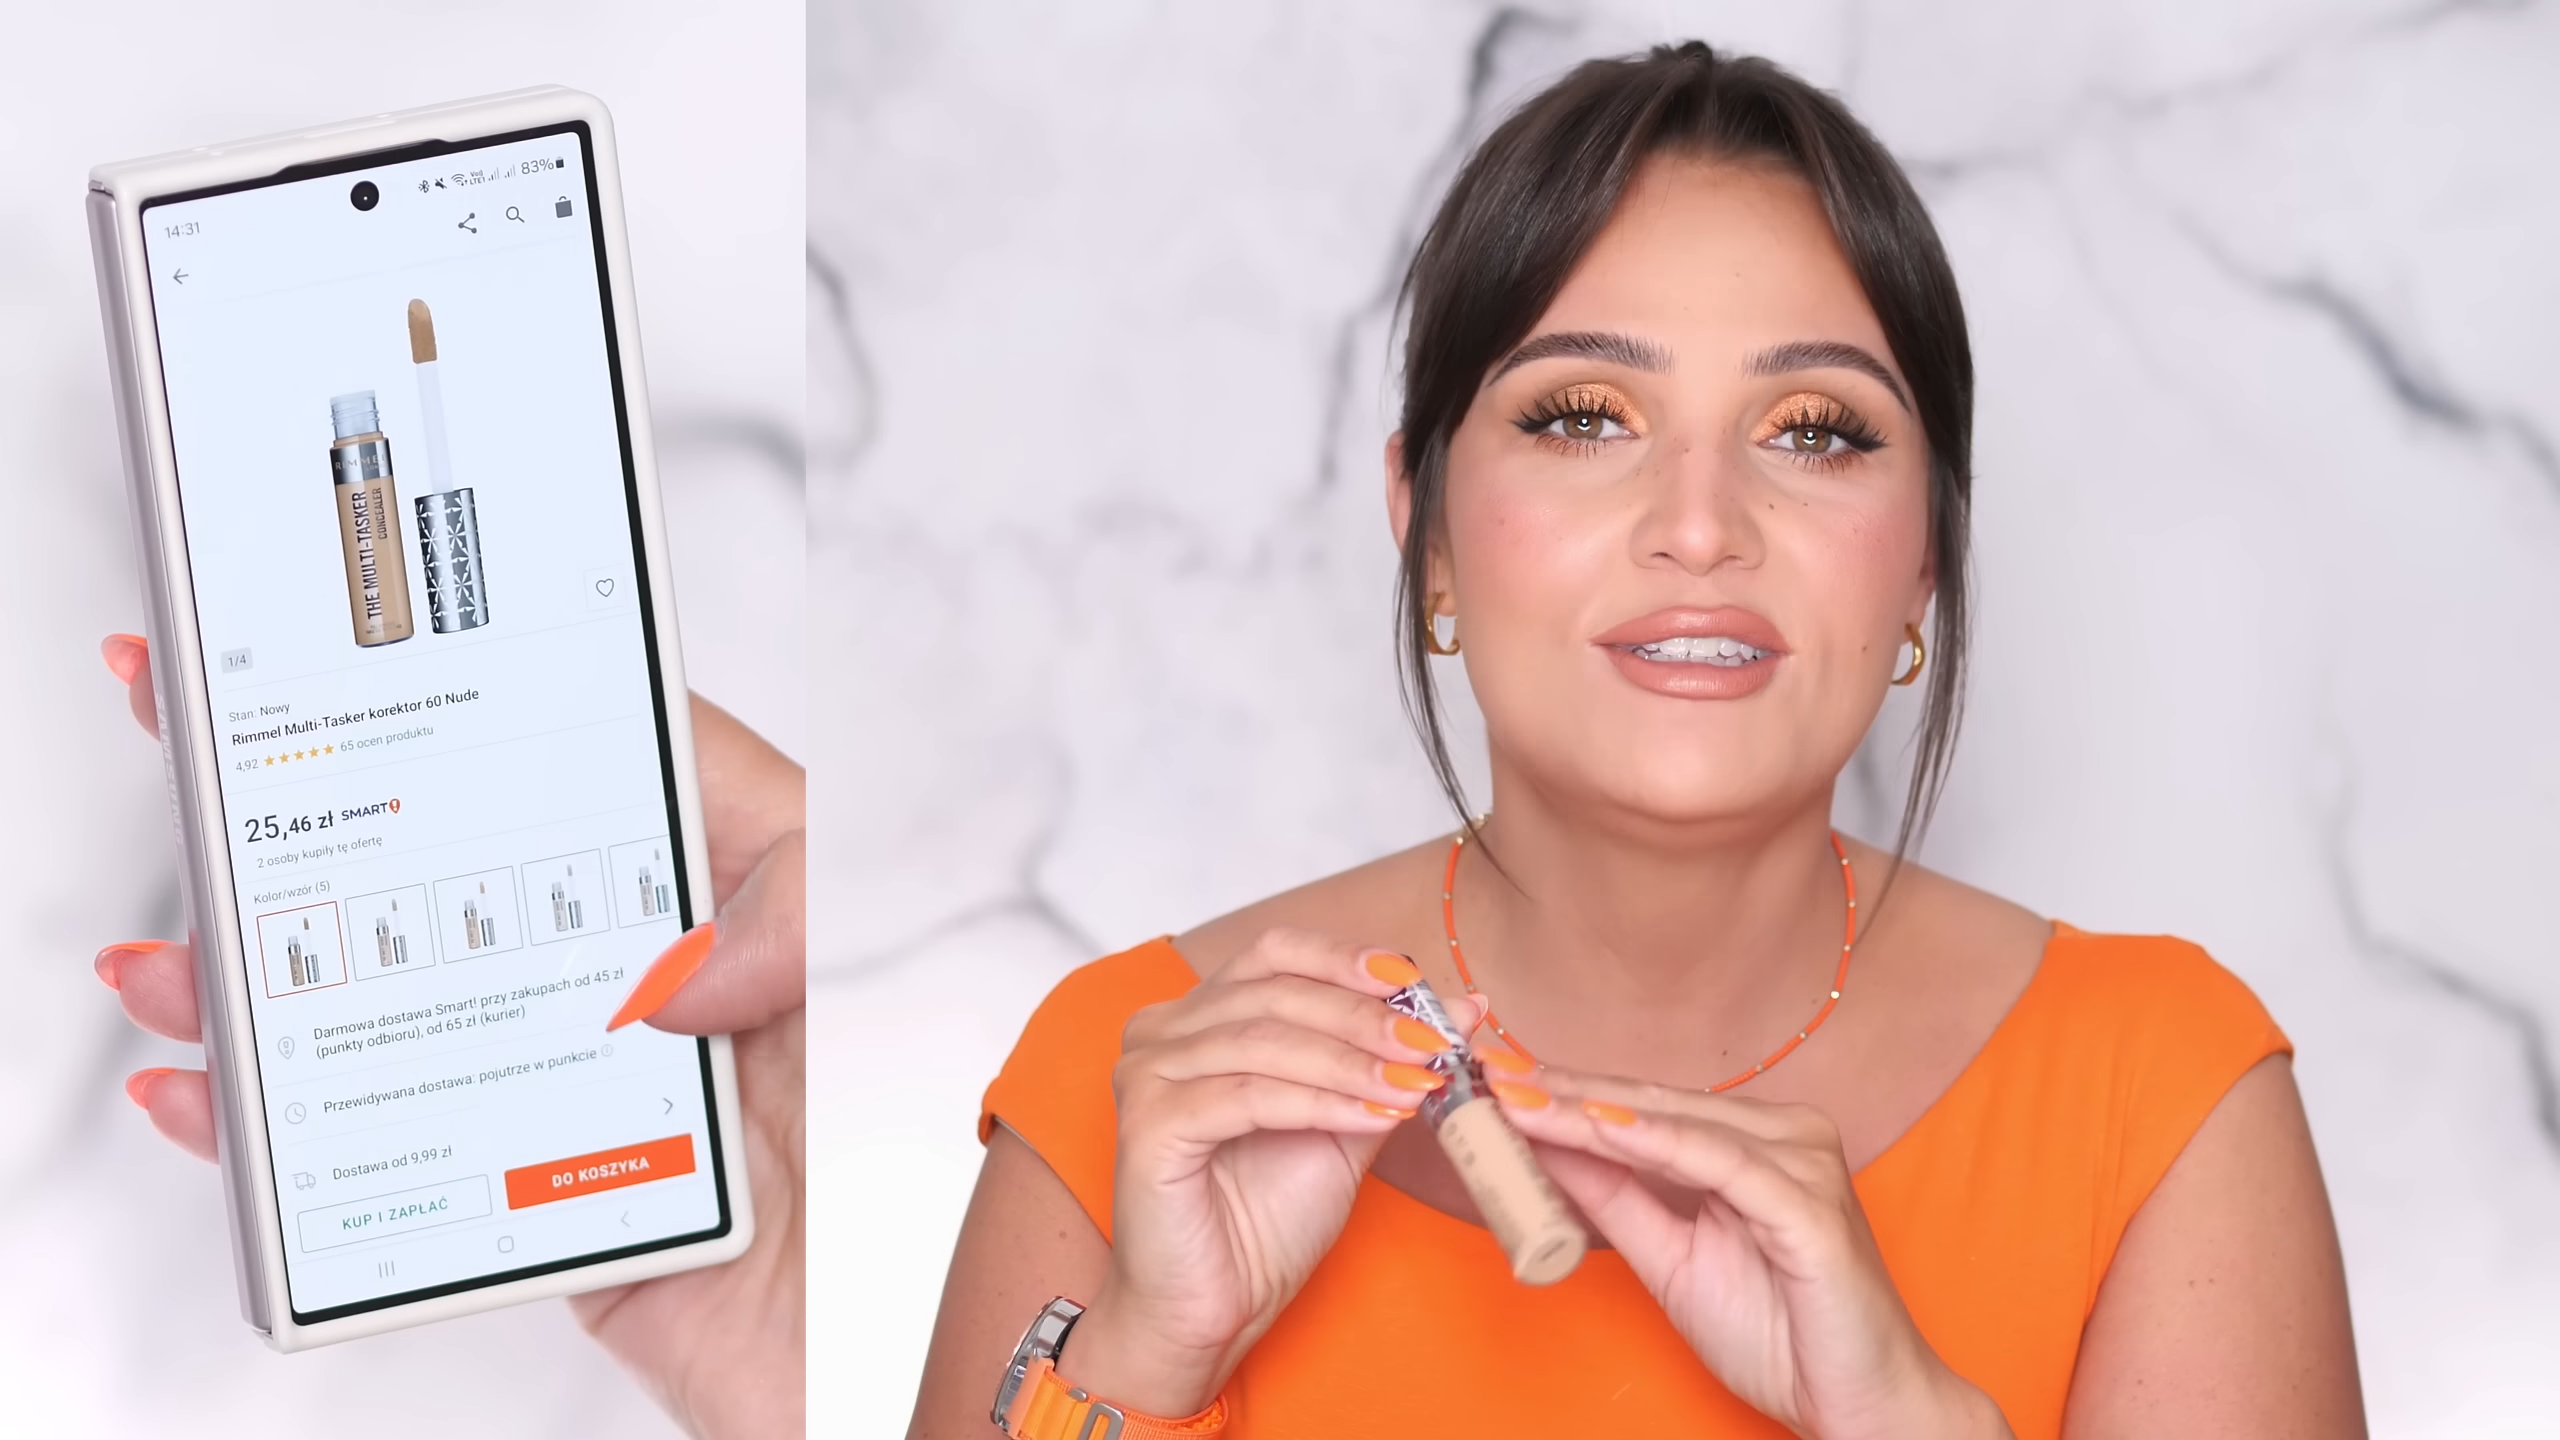 14:31
83%
RIMMEL
THE MULTI-TASKER
CONCEALER
1/4
Stan: Nowy
Rimmel Multi-Tasker korektor 60 Nude
4,92 65 ocen produktu
25,46 zł SMART!
2 osoby kupiły tę ofertę
Kolor/wzór (5)
Darmowa dostawa Smart! przy zakupach od 45 zł
(punkty odbioru), od 65 zł (kurier)
Przewidywana dostawa: pojutrze w punkcie
Dostawa od 9,99 zł
KUP I ZAPŁAĆ
DO KOSZYKA
SAMSUNG